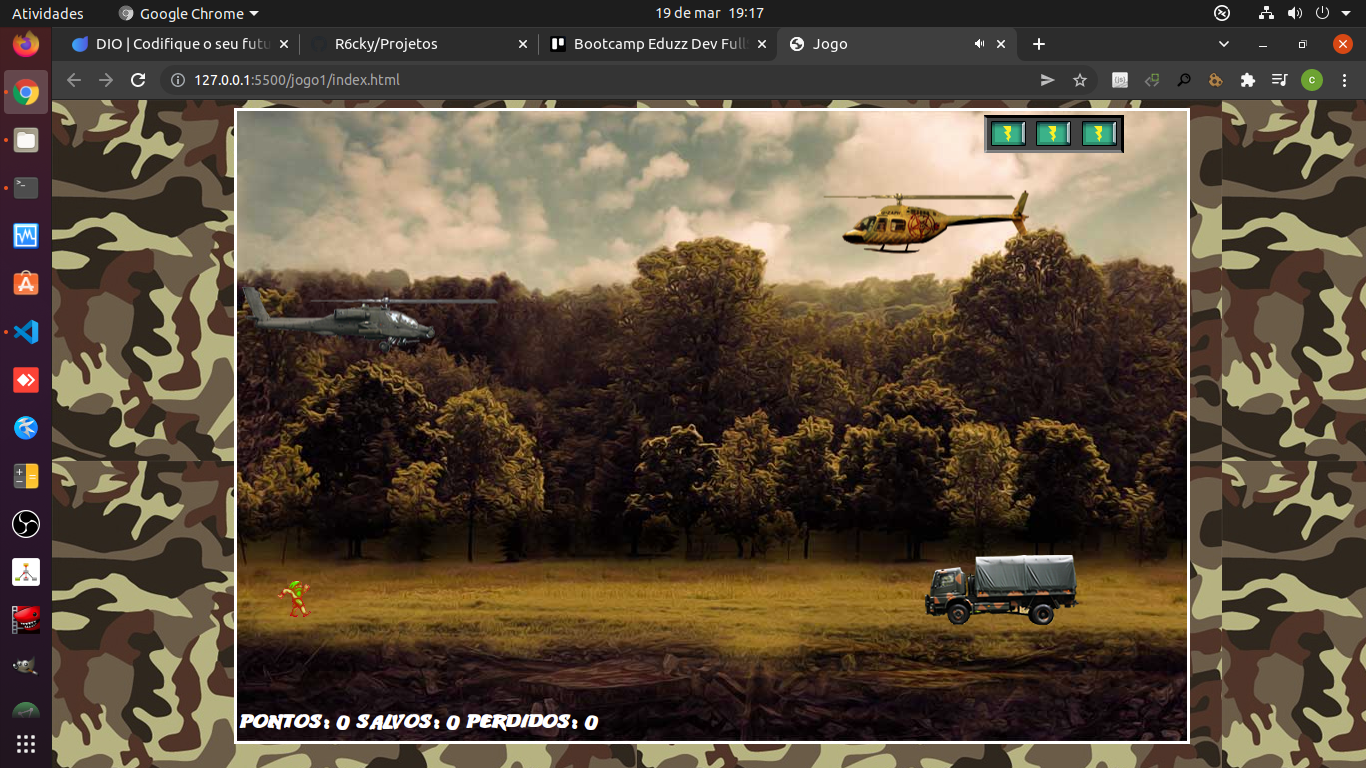 Atividades
Google Chrome
19 de mar 19:17
DIO | Codifique o seu futu
R6cky/Projetos
Bootcamp Eduzz Dev Full
Jogo
127.0.0.1:5500/jogo1/index.html
c
PONTOS: 0 SALVOS: 0 PERDIDOS: 0